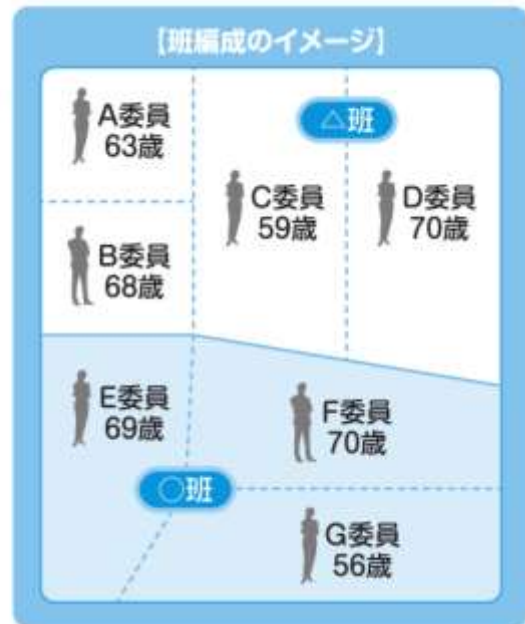 【班編成のイメージ】
A委員
63歳
△班
C委員
59歳
D委員
70歳
B委員
68歳
E委員
69歳
F委員
70歳
○班
G委員
56歳